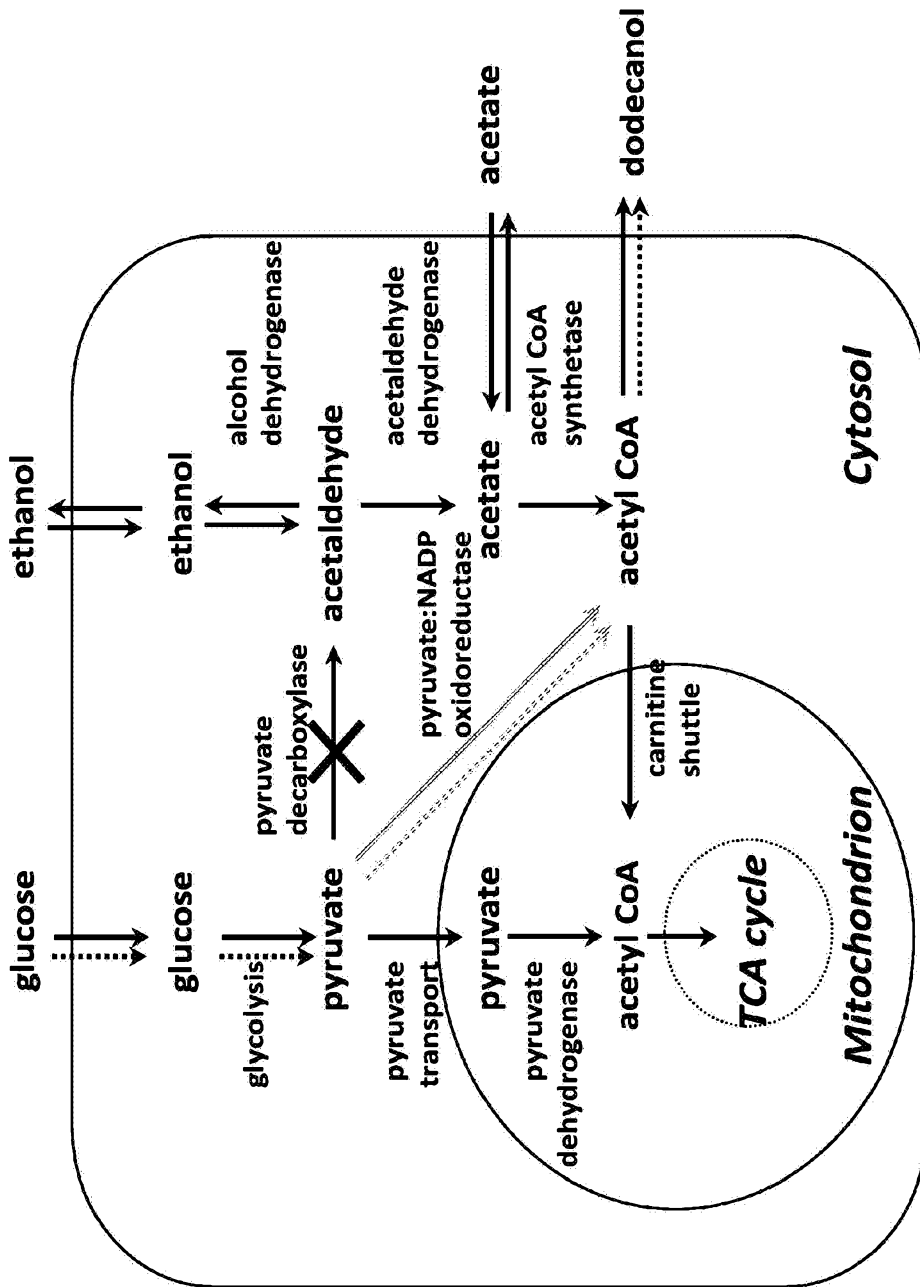 glucose
glucose
glycolysis
pyruvate
pyruvate
transport
pyruvate
pyruvate
dehydrogenase
acetyl CoA
TCA cycle
Mitochondrion
pyruvate
decarboxylase
ethanol
ethanol
alcohol
dehydrogenase
acetaldehyde
acetaldehyde
dehydrogenase
pyruvate:NADP
oxidoreductase
acetate
acetate
acetyl CoA
synthetase
acetyl CoA
dodecanol
carnitine
shuttle
Cytosol